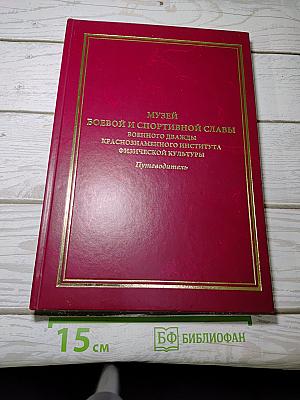 МУЗЕЙ
БОЕВОЙ И СПОРТИВНОЙ СЛАВЫ
ВОЕННОГО ДВАЖДЫ
КРАСНОЗНАМЕННОГО ИНСТИТУТА
ФИЗИЧЕСКОЙ КУЛЬТУРЫ
Путеводитель
15 см
БФ БИБЛИОФАН